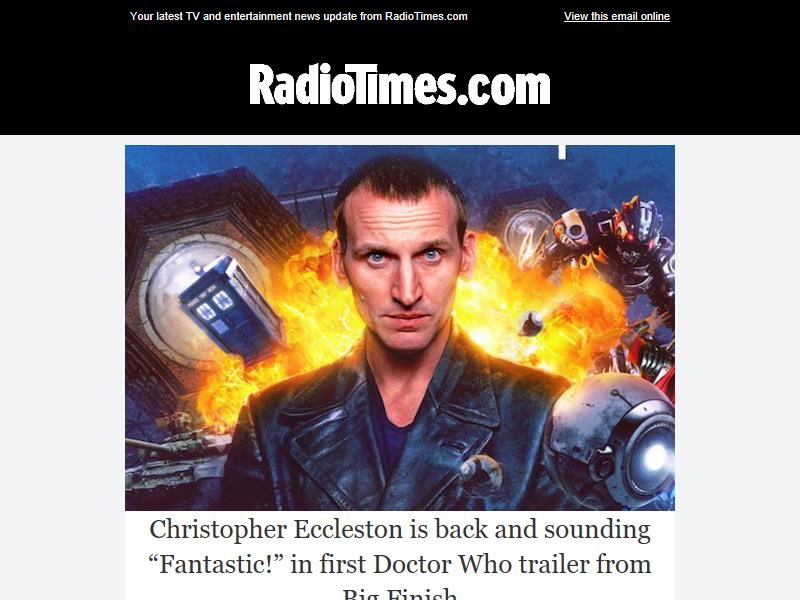 Your latest TV and entertainment news update from RadioTimes.com
View this email online
RadioTimes.com
Christopher Eccleston is back and sounding
“Fantastic!” in first Doctor Who trailer from
Big Finish